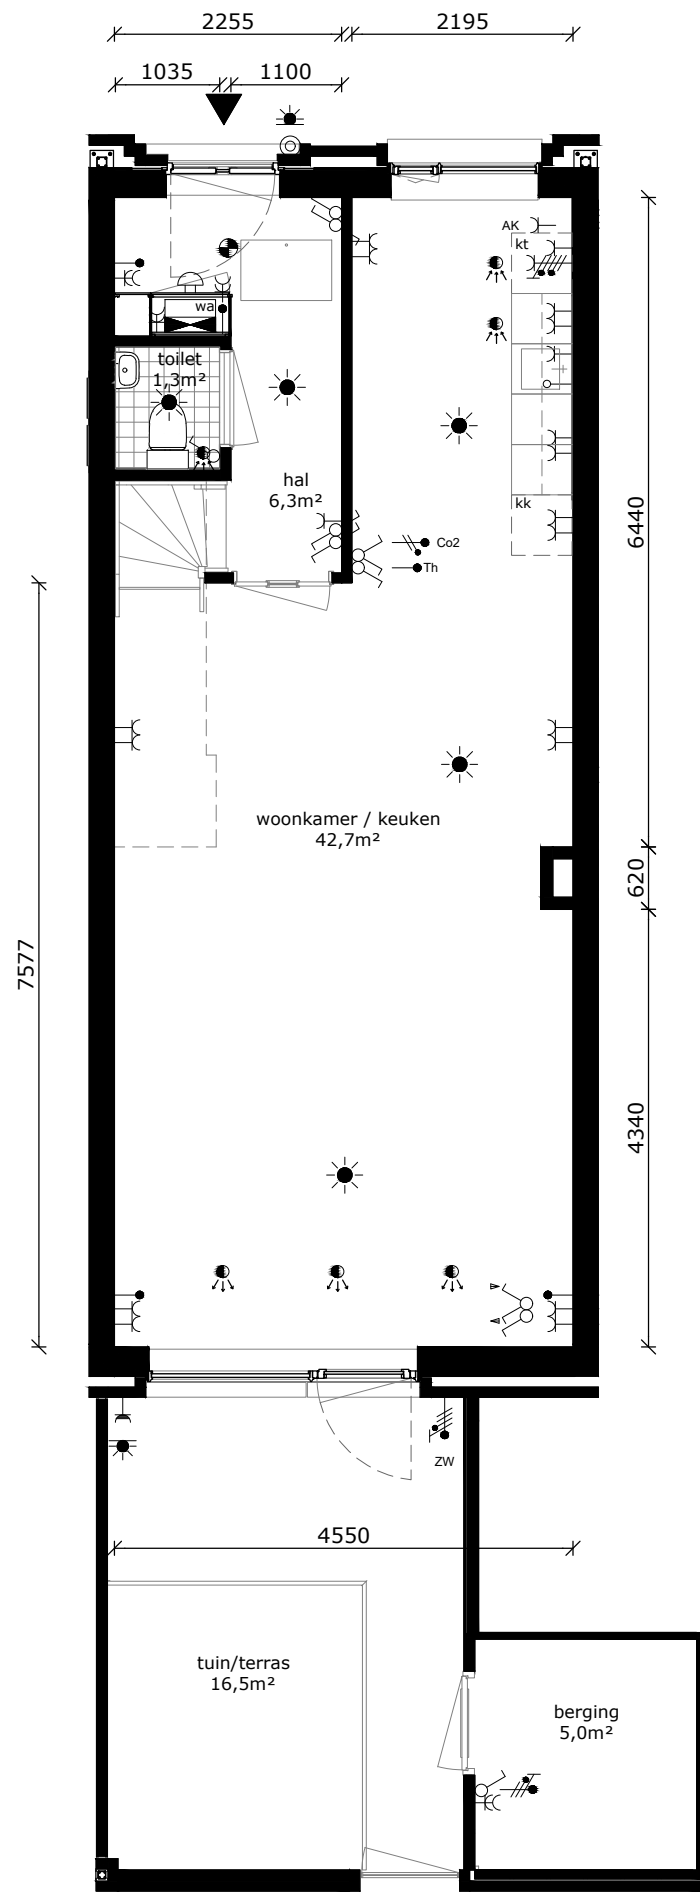 2255
2195
1035
1100
AK
kt
wa
toilet
1,3m²
hal
6,3m²
kk
Co2
Th
6440
woonkamer / keuken
42,7m²
620
7577
4340
ZW
4550
tuin/terras
16,5m²
berging
5,0m²